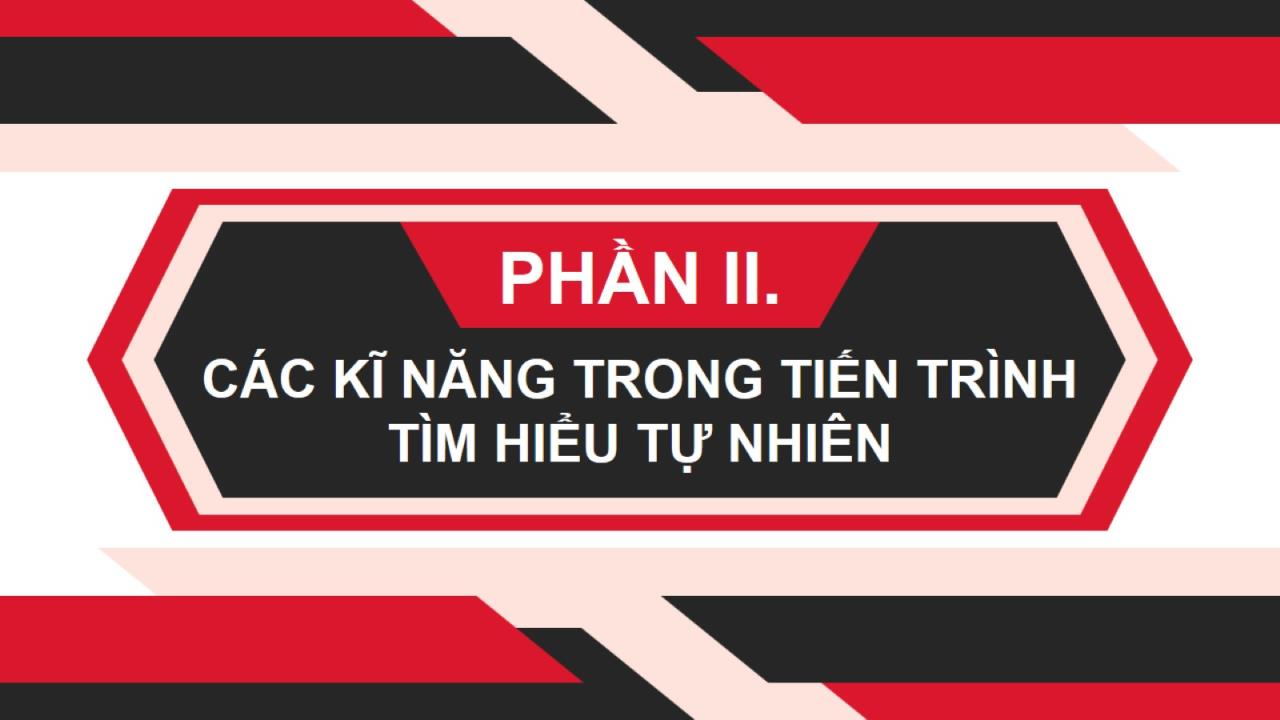 PHẦN II.
CÁC KĨ NĂNG TRONG TIẾN TRÌNH
TÌM HIỂU TỰ NHIÊN